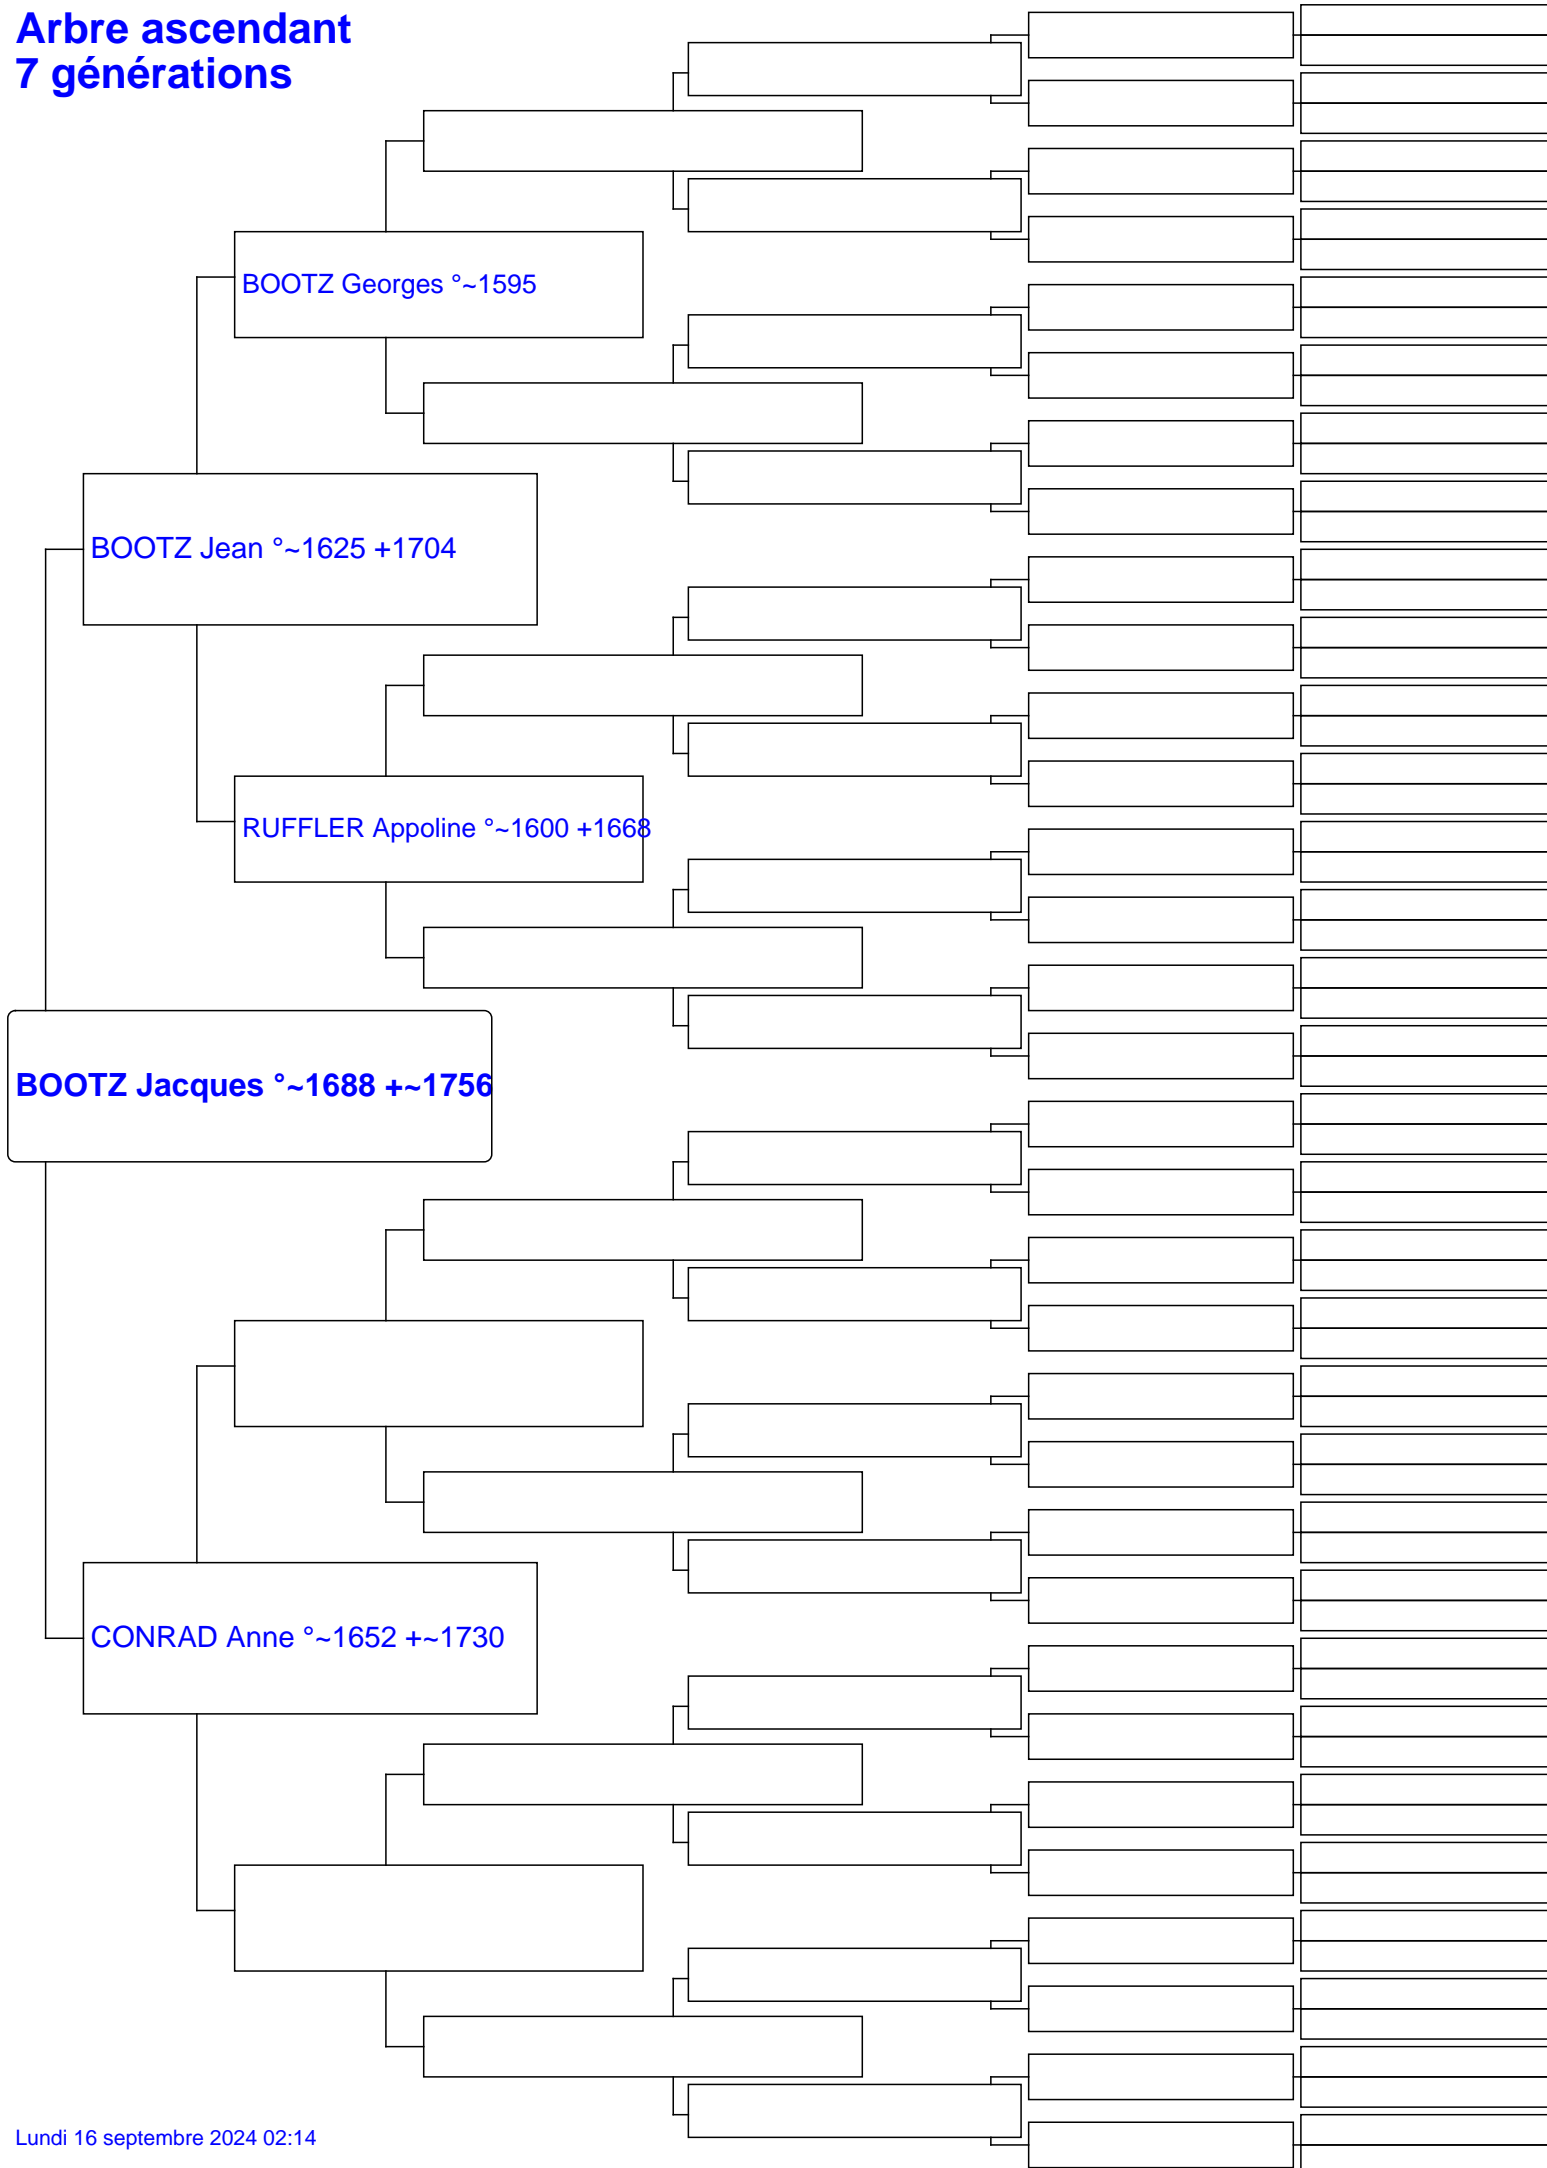 Arbre ascendant
7 générations
BOOTZ Georges °~1595
BOOTZ Jean °~1625 +1704
RUFFLER Appoline °~1600 +1668
BOOTZ Jacques °~1688 +~1756
CONRAD Anne °~1652 +~1730
Lundi 16 septembre 2024 02:14